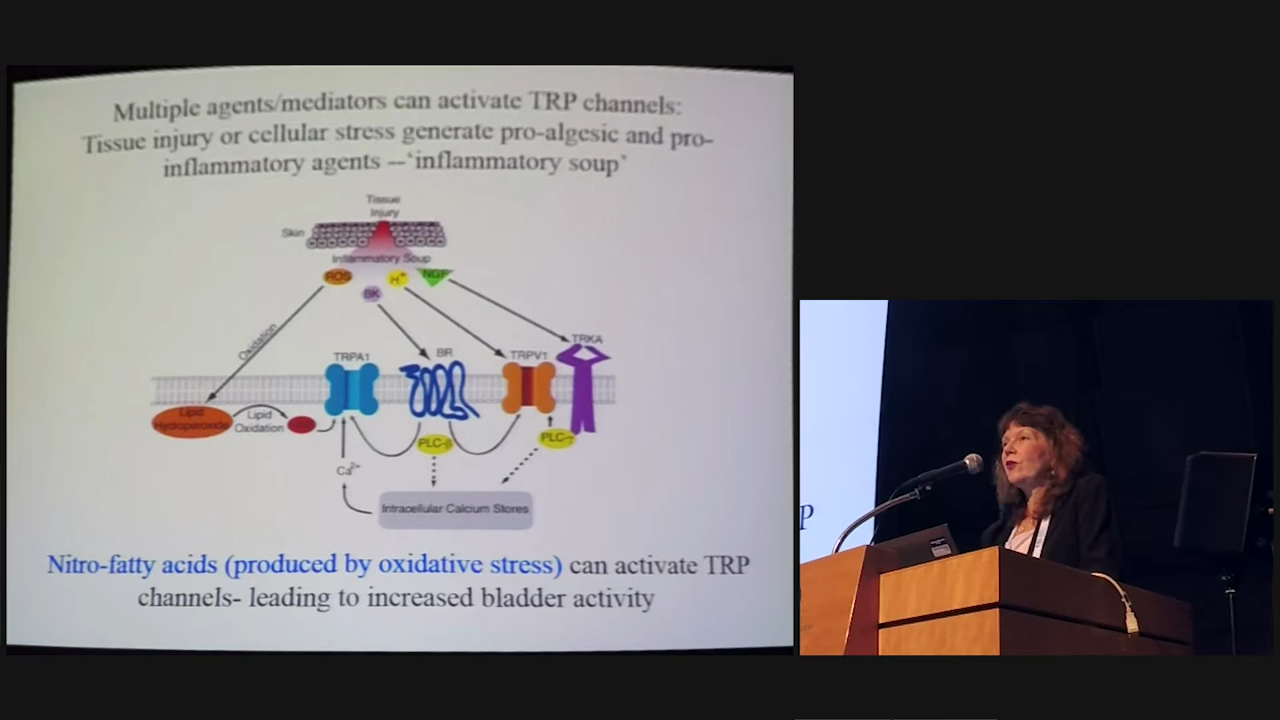 Multiple agents/mediators can activate TRP channels:
Tissue injury or cellular stress generate pro-algesic and pro-
inflammatory agents –‘inflammatory soup’
Tissue
Injury
Skin
Inflammatory Soup
ROS
H+
NGF
BK
Oxidation
TRPA1
BR
TRPV1
TRKA
Lipid
Hydroperoxide
Lipid
Oxidation
PLC-β
PLC-γ
Ca2+
Intracellular Calcium Stores
Nitro-fatty acids (produced by oxidative stress) can activate TRP
channels- leading to increased bladder activity
P